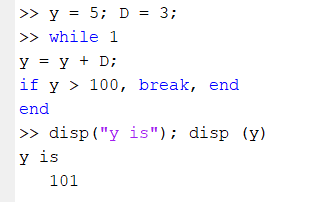 >> y = 5; D = 3;
>> while 1
y = y + D;
if y > 100, break, end
end
>> disp("y is"); disp (y)
y is
101